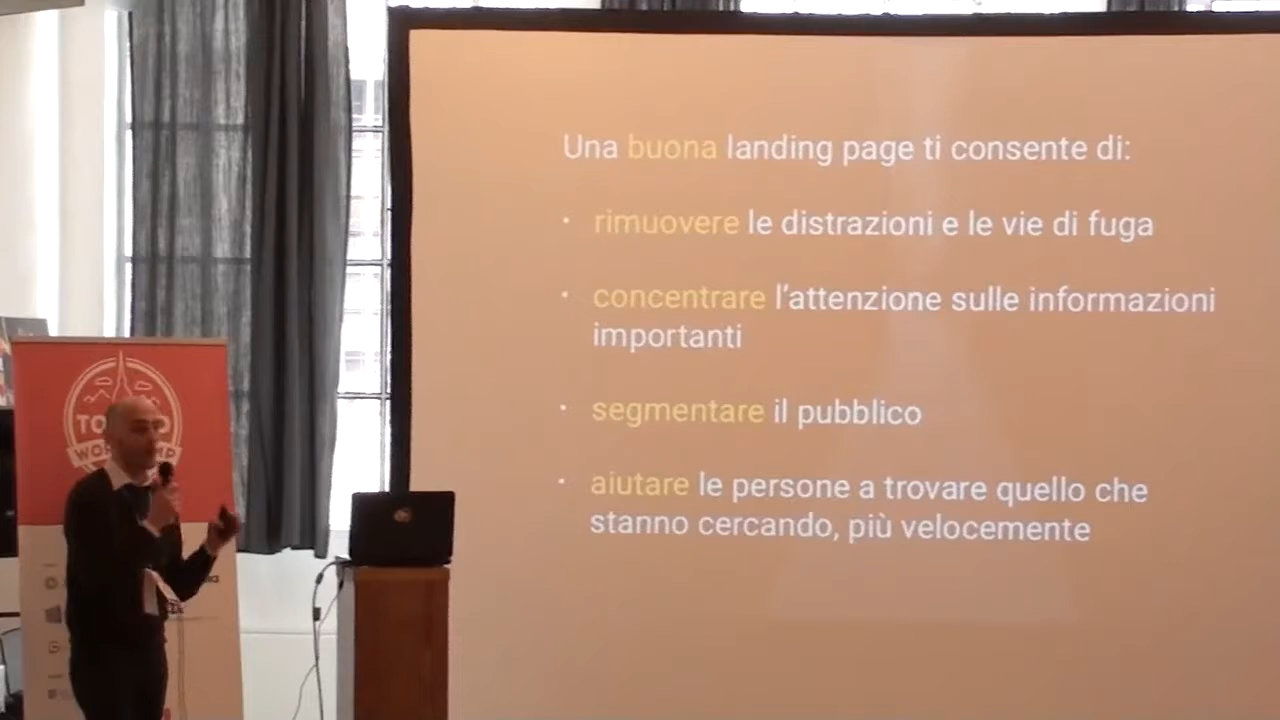 Una buona landing page ti consente di:
· rimuovere le distrazioni e le vie di fuga
· concentrare l'attenzione sulle informazioni
importanti
· segmentare il pubblico
· aiutare le persone a trovare quello che
stanno cercando, più velocemente